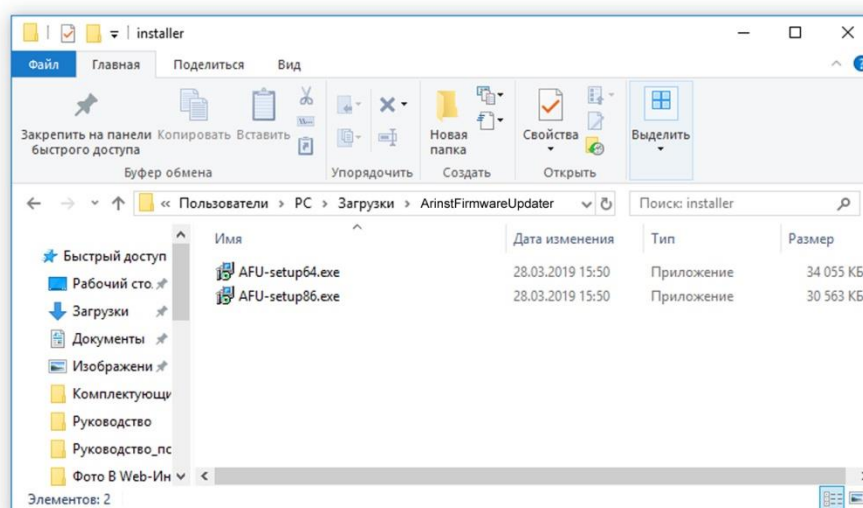 installer
Файл Главная Поделиться Вид
Закрепить на панели быстрого доступа
Копировать
Вставить
Буфер обмена
Упорядочить
Новая папка
Создать
Свойства
Открыть
Выделить
« Пользователи › PC › Загрузки › ArinstFirmwareUpdater
Поиск: installer
Имя Дата изменения Тип Размер
AFU-setup64.exe 28.03.2019 15:50 Приложение 34 055 КБ
AFU-setup86.exe 28.03.2019 15:50 Приложение 30 563 КБ
Быстрый доступ
Рабочий сто.
Загрузки
Документы
Изображени
Комплектующи
Руководство
Руководство_пс
Фото В Web-Ин
Элементов: 2